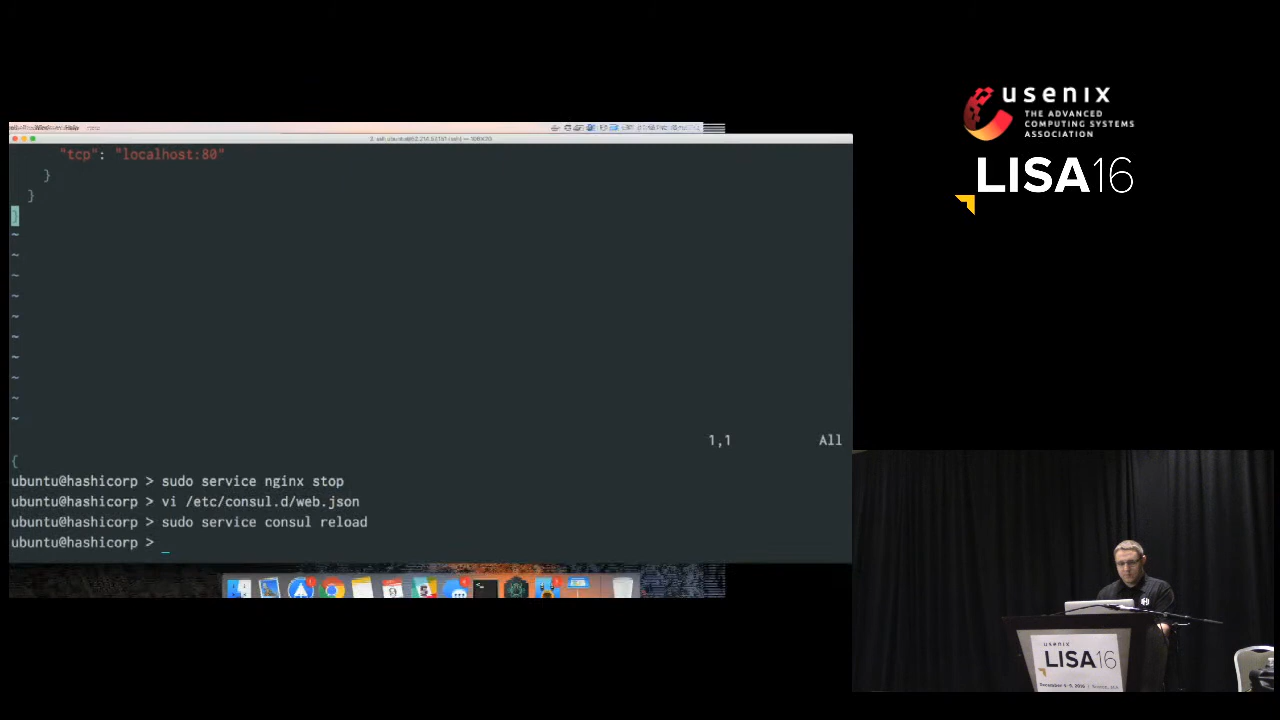 "tcp": "localhost:80"
}
}
}
~
~
~
~
~
~
~
~
~
~
1,1 All
{
ubuntu@hashicorp > sudo service nginx stop
ubuntu@hashicorp > vi /etc/consul.d/web.json
ubuntu@hashicorp > sudo service consul reload
ubuntu@hashicorp > _
usenix
THE ADVANCED
COMPUTING SYSTEMS
ASSOCIATION
LISA16
usenix
LISA16